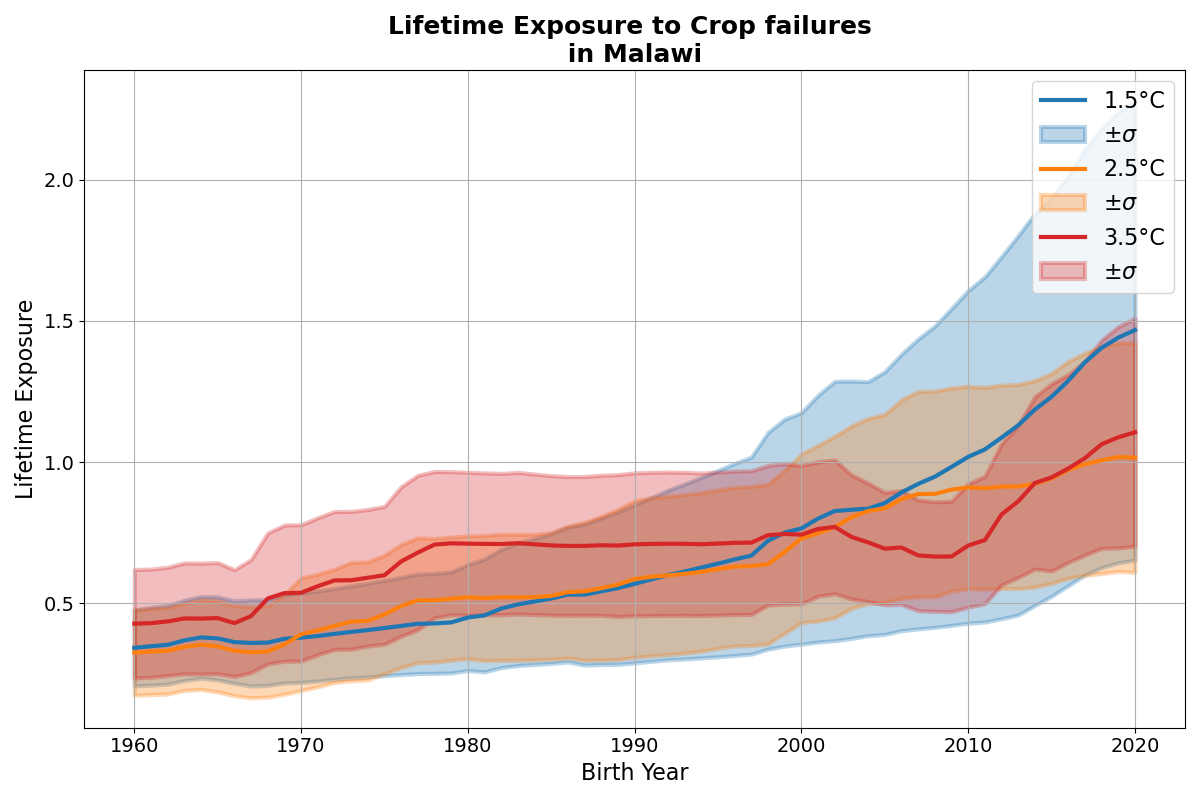 Lifetime Exposure to Crop failures
in Malawi
1.5°C
±σ
2.5°C
±σ
3.5°C
±σ
Lifetime Exposure
2.0
1.5
1.0
0.5
1960 1970 1980 1990 2000 2010 2020
Birth Year